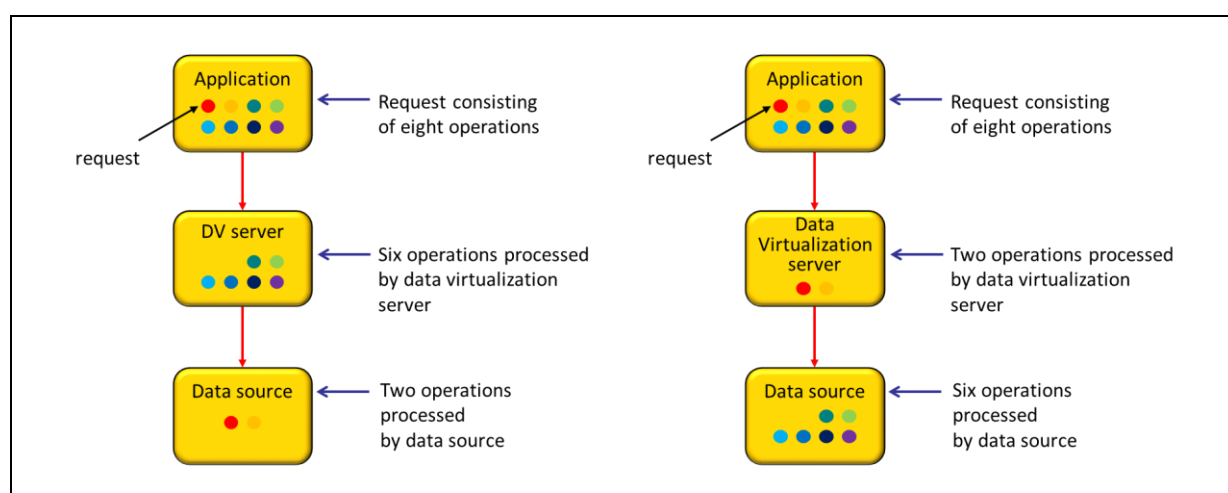 Application
Request consisting
of eight operations
request
DV server
Six operations processed
by data virtualization
server
Data source
Two operations
processed
by data source
Application
Request consisting
of eight operations
request
Data
Virtualization
server
Two operations processed
by data virtualization
server
Data source
Six operations
processed
by data source